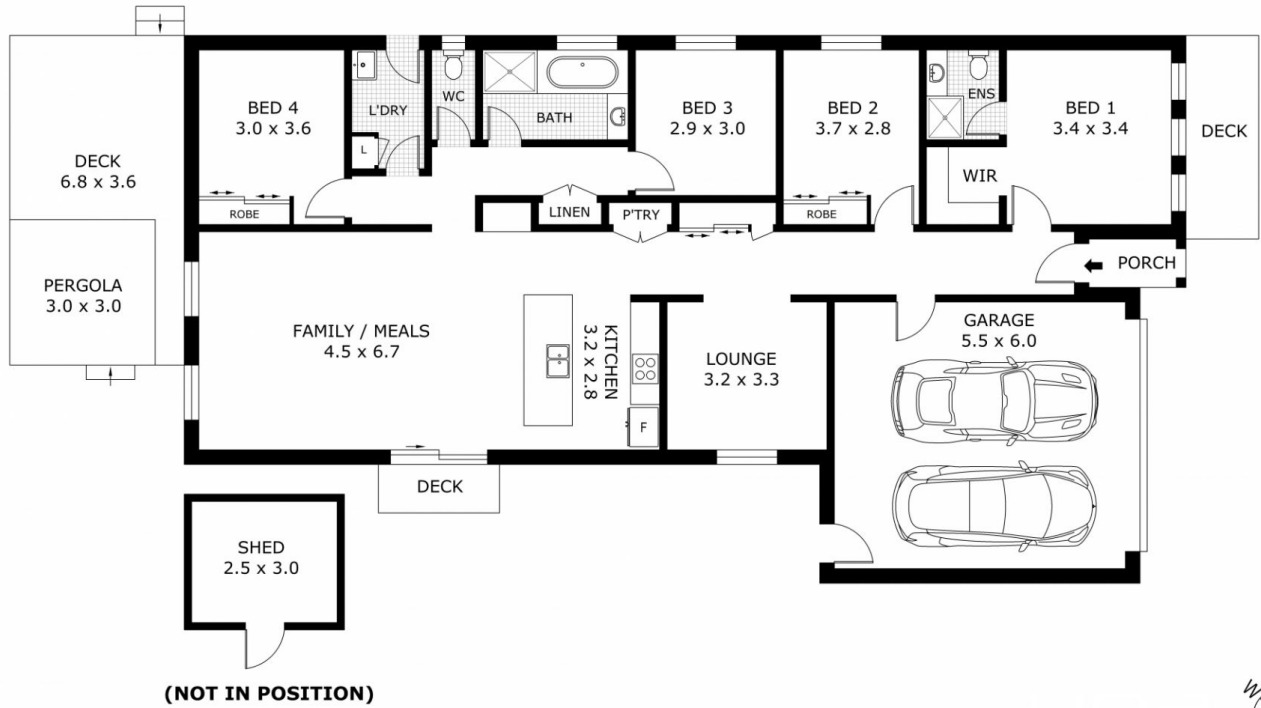 BED 4
3.0 x 3.6
ROBE
L'DRY
L
WC
BATH
BED 3
2.9 x 3.0
BED 2
3.7 x 2.8
ROBE
ENS
BED 1
3.4 x 3.4
WIR
DECK
DECK
6.8 x 3.6
PERGOLA
3.0 x 3.0
LINEN
P'TRY
PORCH
FAMILY / MEALS
4.5 x 6.7
KITCHEN
3.2 x 2.8
F
LOUNGE
3.2 x 3.3
GARAGE
5.5 x 6.0
DECK
SHED
2.5 x 3.0
(NOT IN POSITION)